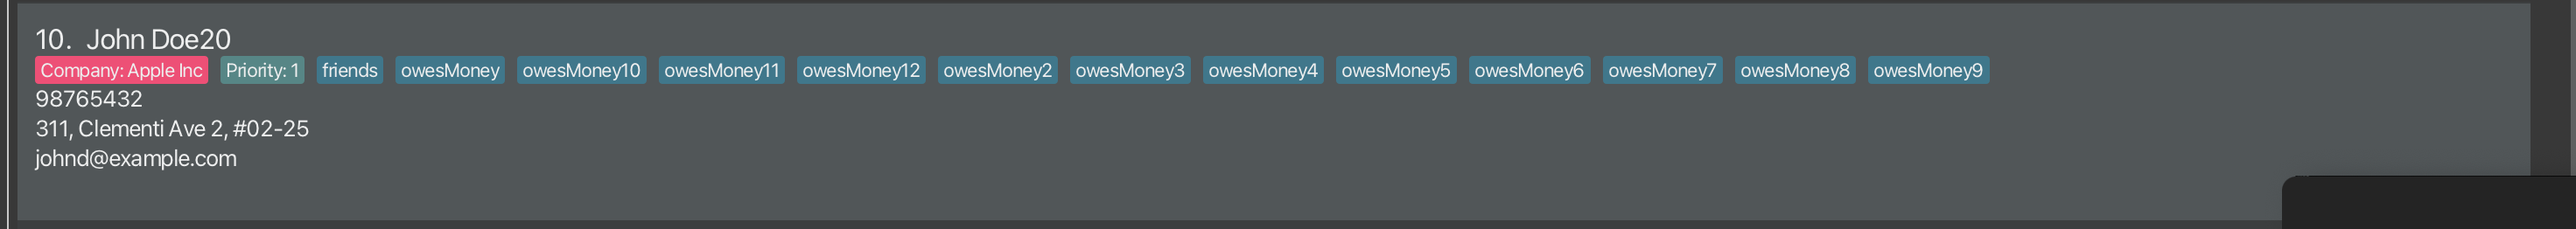 10. John Doe20
Company: Apple Inc Priority: 1 friends owesMoney owesMoney10 owesMoney11 owesMoney12 owesMoney2 owesMoney3 owesMoney4 owesMoney5 owesMoney6 owesMoney7 owesMoney8 owesMoney9
98765432
311, Clementi Ave 2, #02-25
johnd@example.com